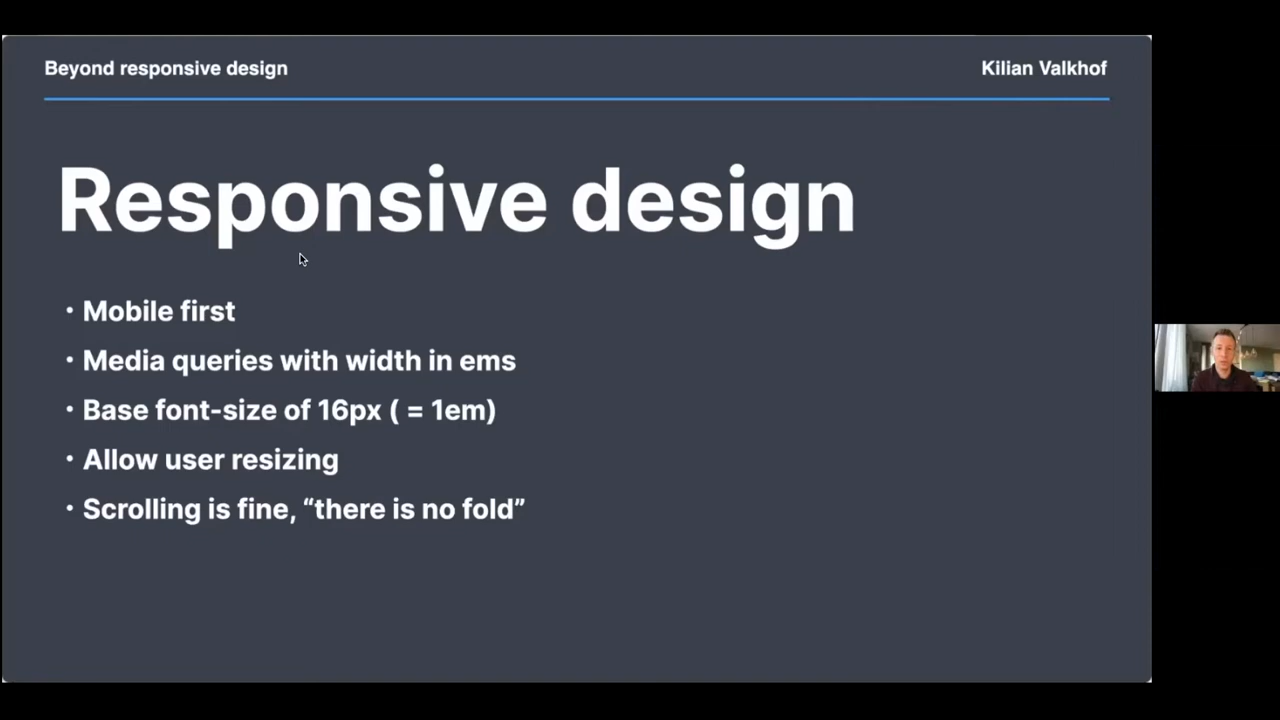 Beyond responsive design
Kilian Valkhof
Responsive design
• Mobile first
• Media queries with width in ems
• Base font-size of 16px ( = 1em)
• Allow user resizing
• Scrolling is fine, “there is no fold”